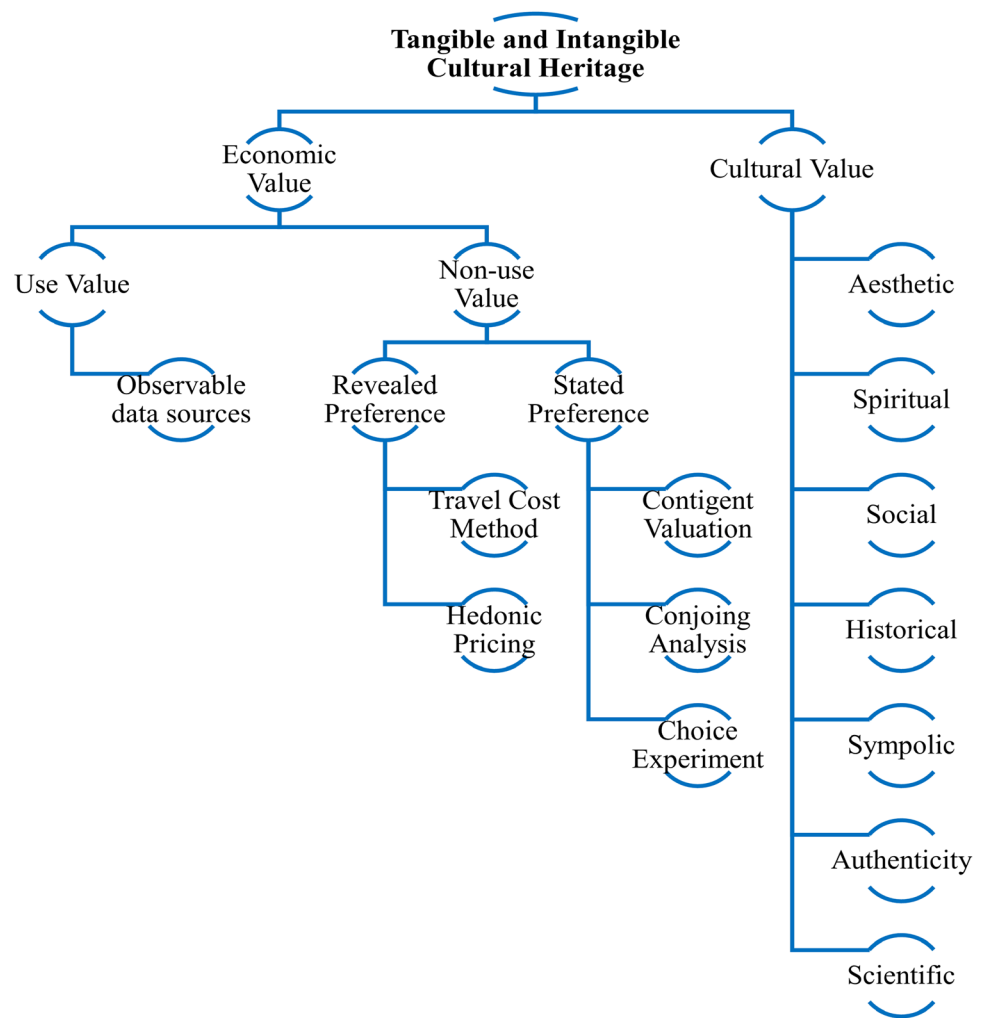 Tangible and Intangible
Cultural Heritage
Economic
Value
Cultural Value
Use Value
Non-use
Value
Observable
data sources
Revealed
Preference
Stated
Preference
Travel Cost
Method
Hedonic
Pricing
Contigent
Valuation
Conjoing
Analysis
Choice
Experiment
Aesthetic
Spiritual
Social
Historical
Sympolic
Authenticity
Scientific